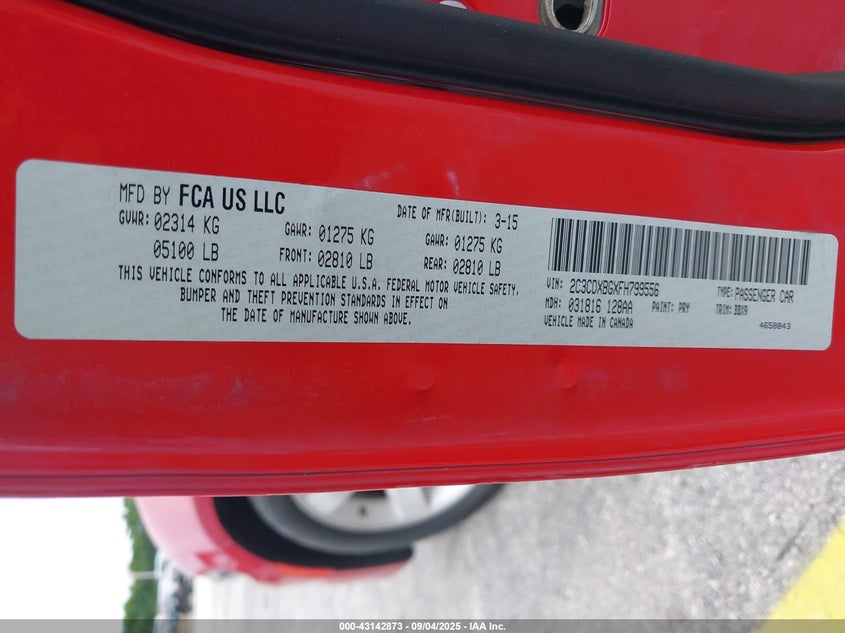 MFD BY FCA US LLC
DATE OF MFR(BUILT): 3-15
GVWR: 02314 KG
GAWR: 01275 KG
GAWR: 01275 KG
05100 LB
FRONT: 02810 LB
REAR: 02810 LB
THIS VEHICLE CONFORMS TO ALL APPLICABLE U.S.A. FEDERAL MOTOR VEHICLE SAFETY,
BUMPER AND THEFT PREVENTION STANDARDS IN EFFECT ON
THE DATE OF MANUFACTURE SHOWN ABOVE.
VIN: 2C3CDXBGXFH799556
TYPE: PASSENGER CAR
MDH: 031816 128AA
PAINT: PRY
TRIM: BBX9
VEHICLE MADE IN CANADA
4658843
000-43142873 - 09/04/2025 - IAA Inc.